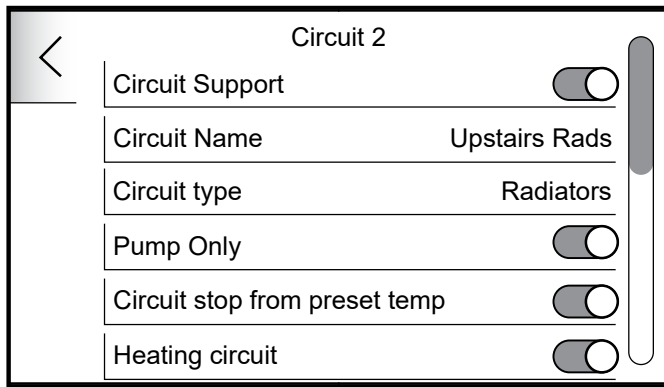 Circuit 2
Circuit Support
Circuit Name Upstairs Rads
Circuit type Radiators
Pump Only
Circuit stop from preset temp
Heating circuit